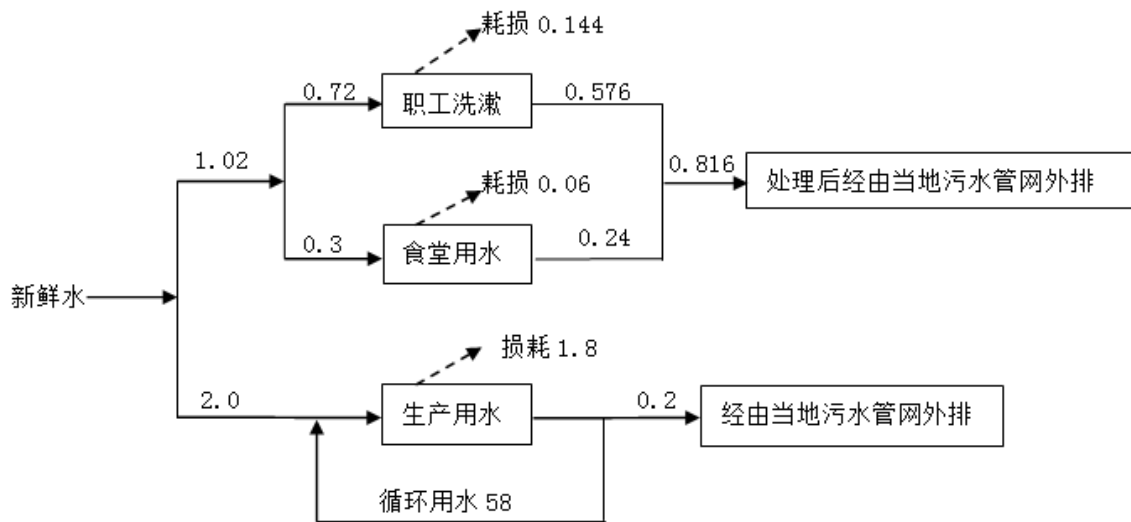 耗损 0.144
0.72
职工洗漱
0.576
1.02
0.816
处理后经由当地污水管网外排
耗损 0.06
0.3
食堂用水
0.24
新鲜水
损耗 1.8
2.0
生产用水
0.2
经由当地污水管网外排
循环用水 58